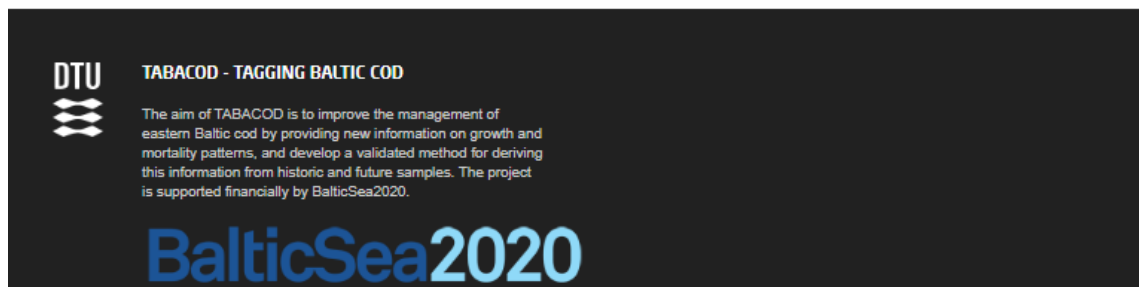 DTU
TABACOD - TAGGING BALTIC COD
The aim of TABACOD is to improve the management of
eastern Baltic cod by providing new information on growth and
mortality patterns, and develop a validated method for deriving
this information from historic and future samples. The project
is supported financially by BalticSea2020.
BalticSea2020